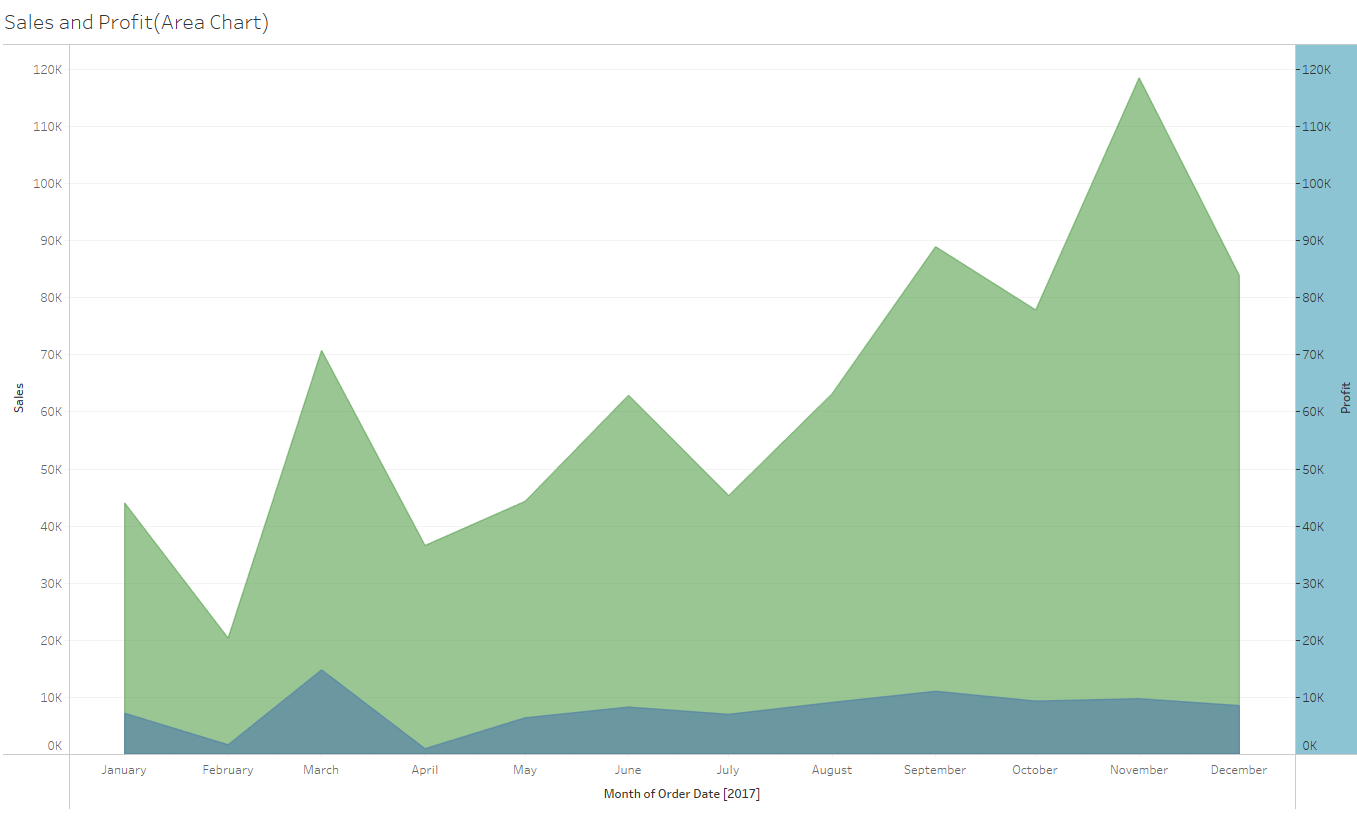 Sales and Profit(Area Chart)
120K
110K
100K
90K
80K
70K
60K
50K
40K
30K
20K
10K
0K
Sales
120K
110K
100K
90K
80K
70K
60K
50K
40K
30K
20K
10K
0K
Profit
January February March April May June July August September October November December
Month of Order Date [2017]